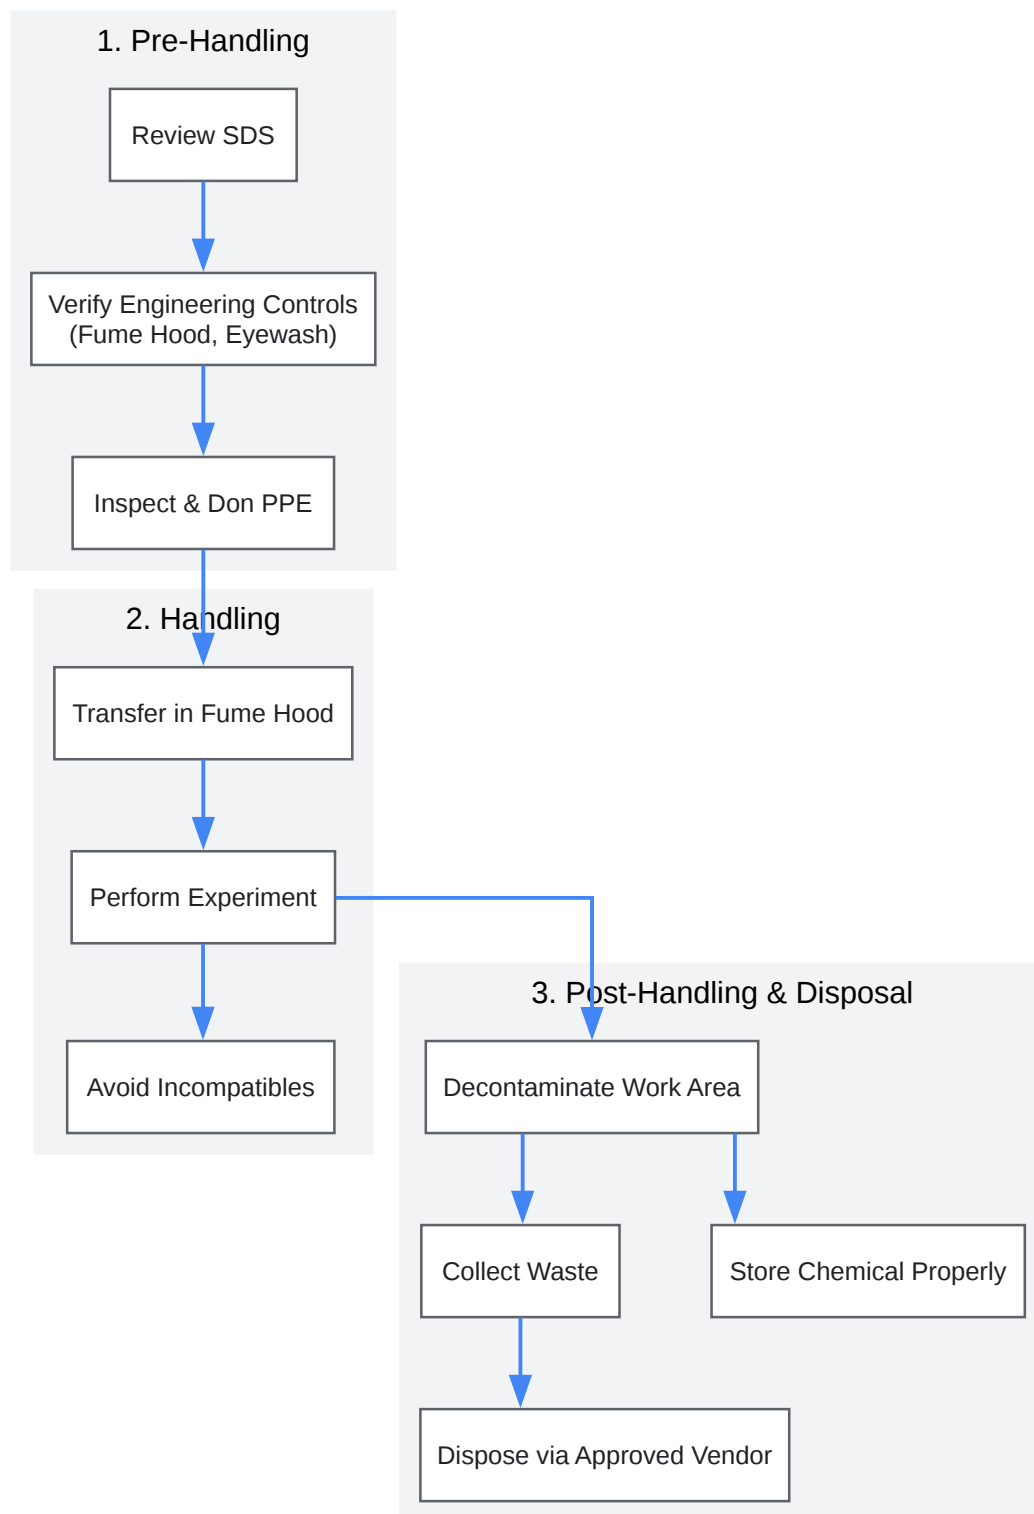 1. Pre-Handling
Review SDS
Verify Engineering Controls
(Fume Hood, Eyewash)
Inspect & Don PPE
2. Handling
Transfer in Fume Hood
Perform Experiment
Avoid Incompatibles
3. Post-Handling & Disposal
Decontaminate Work Area
Collect Waste
Store Chemical Properly
Dispose via Approved Vendor